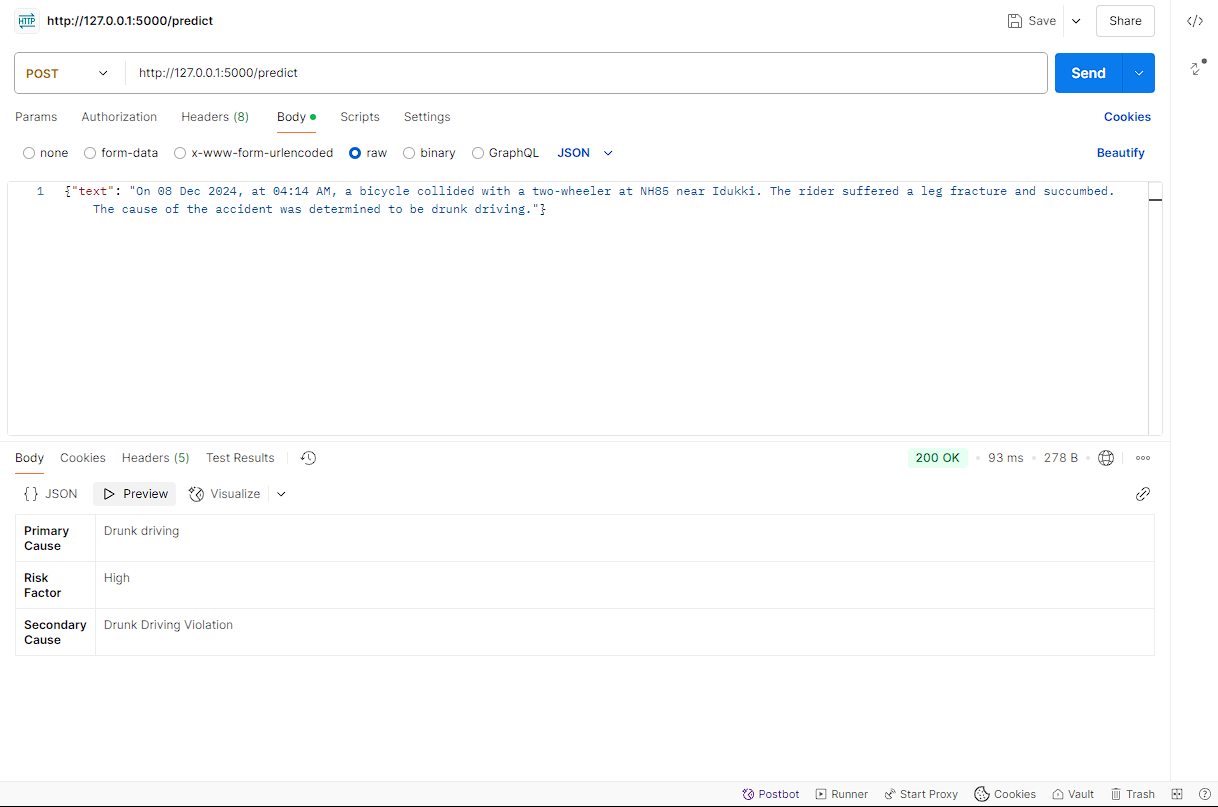 HTTP http://127.0.0.1:5000/predict Save Share </>
POST http://127.0.0.1:5000/predict Send
Params Authorization Headers (8) Body Scripts Settings Cookies
none form-data x-www-form-urlencoded raw binary GraphQL JSON Beautify
1 {"text": "On 08 Dec 2024, at 04:14 AM, a bicycle collided with a two-wheeler at NH85 near Idukki. The rider suffered a leg fracture and succumbed.
The cause of the accident was determined to be drunk driving."}
Body Cookies Headers (5) Test Results 200 OK • 93 ms • 278 B
{} JSON Preview Visualize
Primary Cause Drunk driving
Risk Factor High
Secondary Cause Drunk Driving Violation
Postbot Runner Start Proxy Cookies Vault Trash